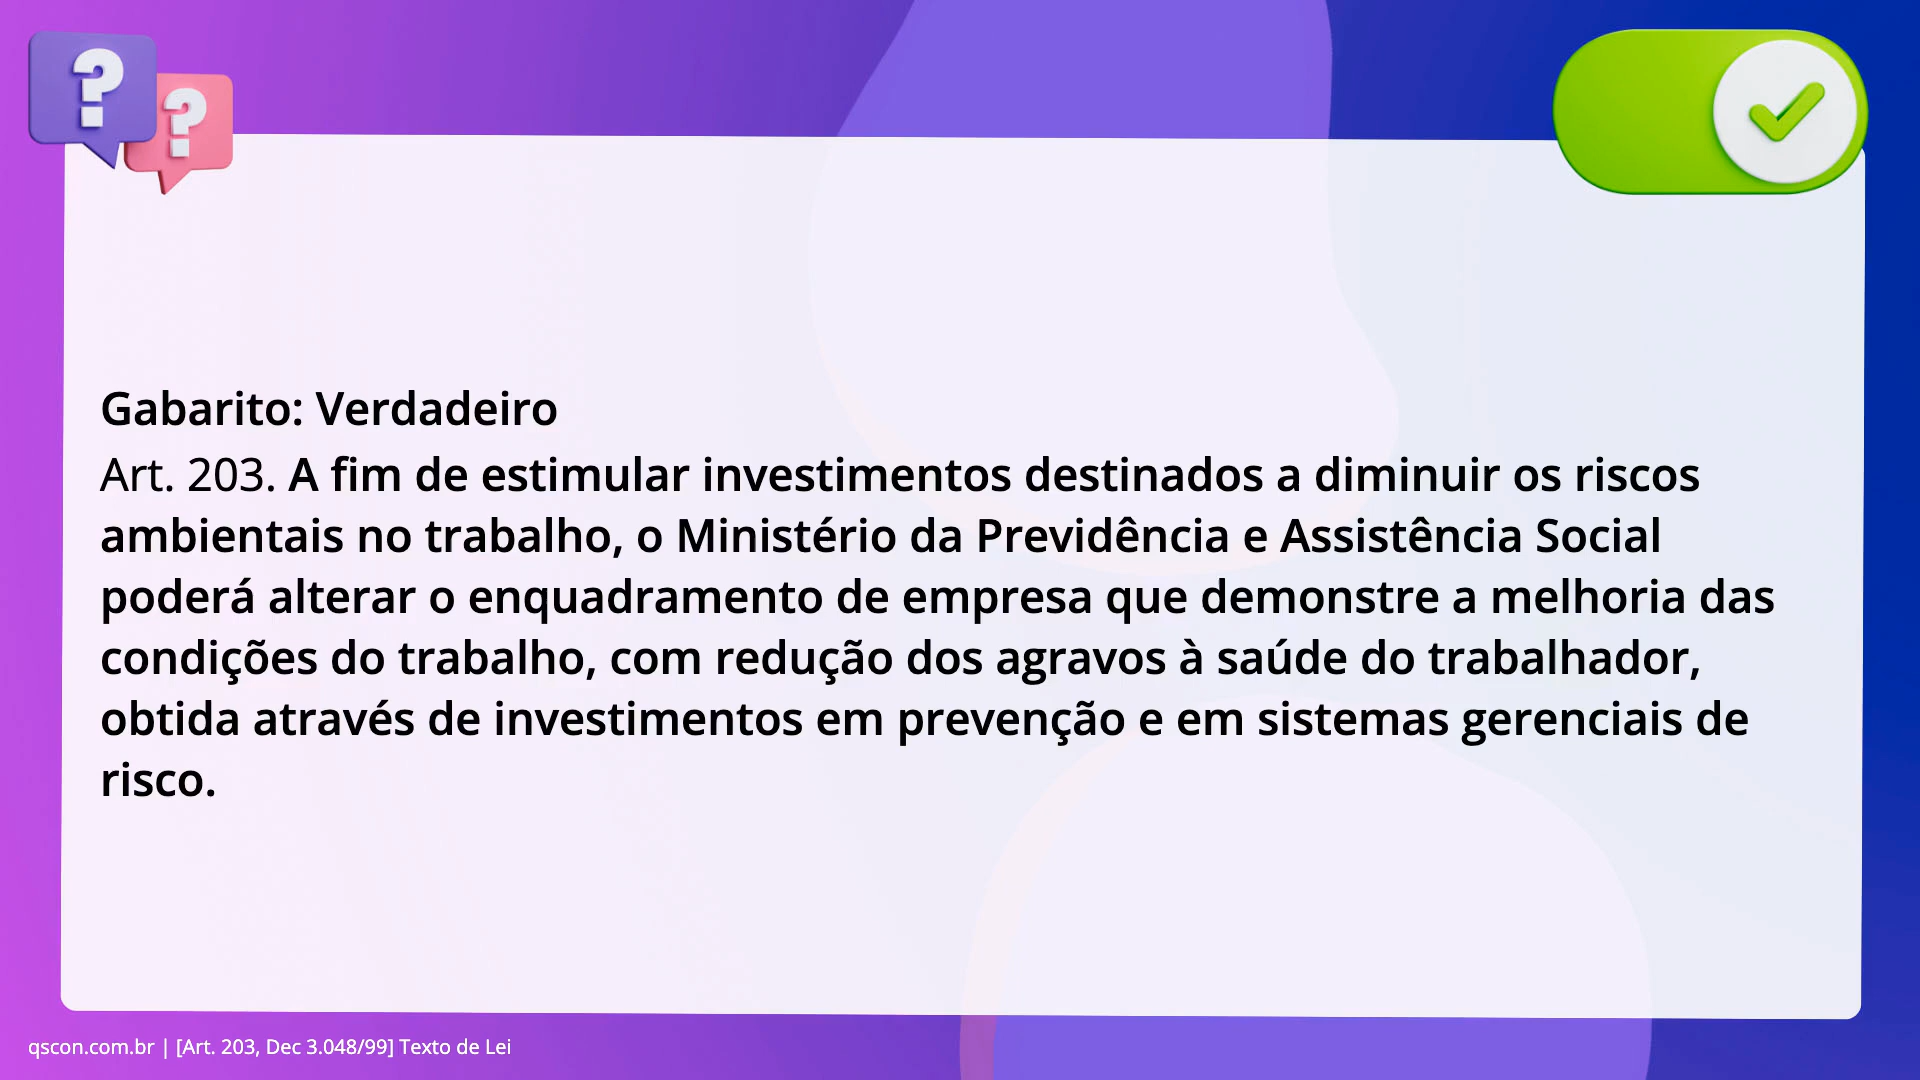 ?
?
Gabarito: Verdadeiro
Art. 203. A fim de estimular investimentos destinados a diminuir os riscos
ambientais no trabalho, o Ministério da Previdência e Assistência Social
poderá alterar o enquadramento de empresa que demonstre a melhoria das
condições do trabalho, com redução dos agravos à saúde do trabalhador,
obtida através de investimentos em prevenção e em sistemas gerenciais de
risco.
qscon.com.br | [Art. 203, Dec 3.048/99] Texto de Lei